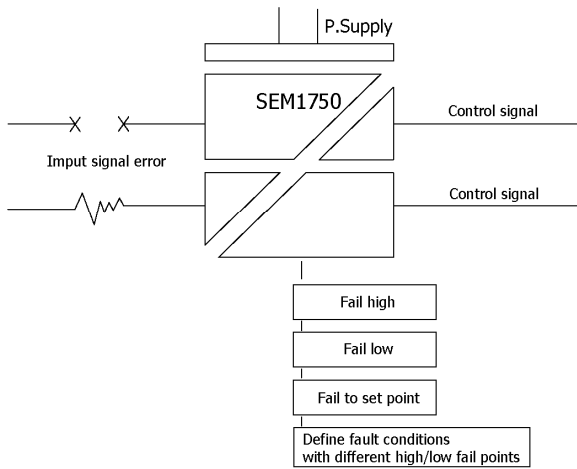 P.Supply
SEM1750
Control signal
Imput signal error
Control signal
Fail high
Fail low
Fail to set point
Define fault conditions
with different high/low fail points